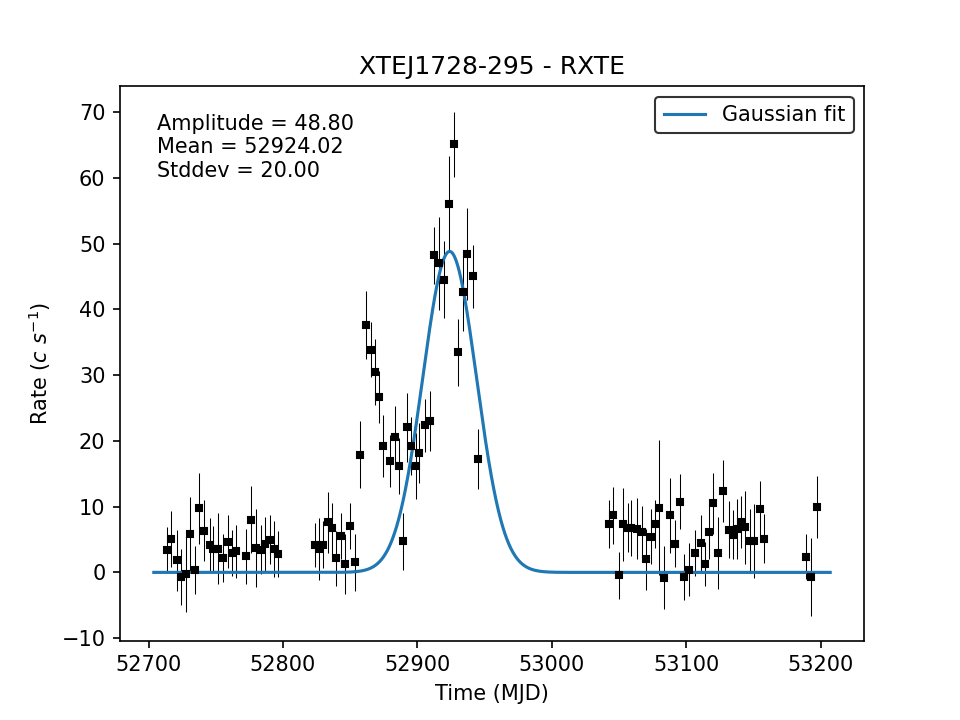 XTEJ1728-295 - RXTE
Amplitude = 48.80
Mean = 52924.02
Stddev = 20.00
Gaussian fit
70
60
50
40
30
20
10
0
−10
Rate (c s⁻¹)
52700 52800 52900 53000 53100 53200
Time (MJD)